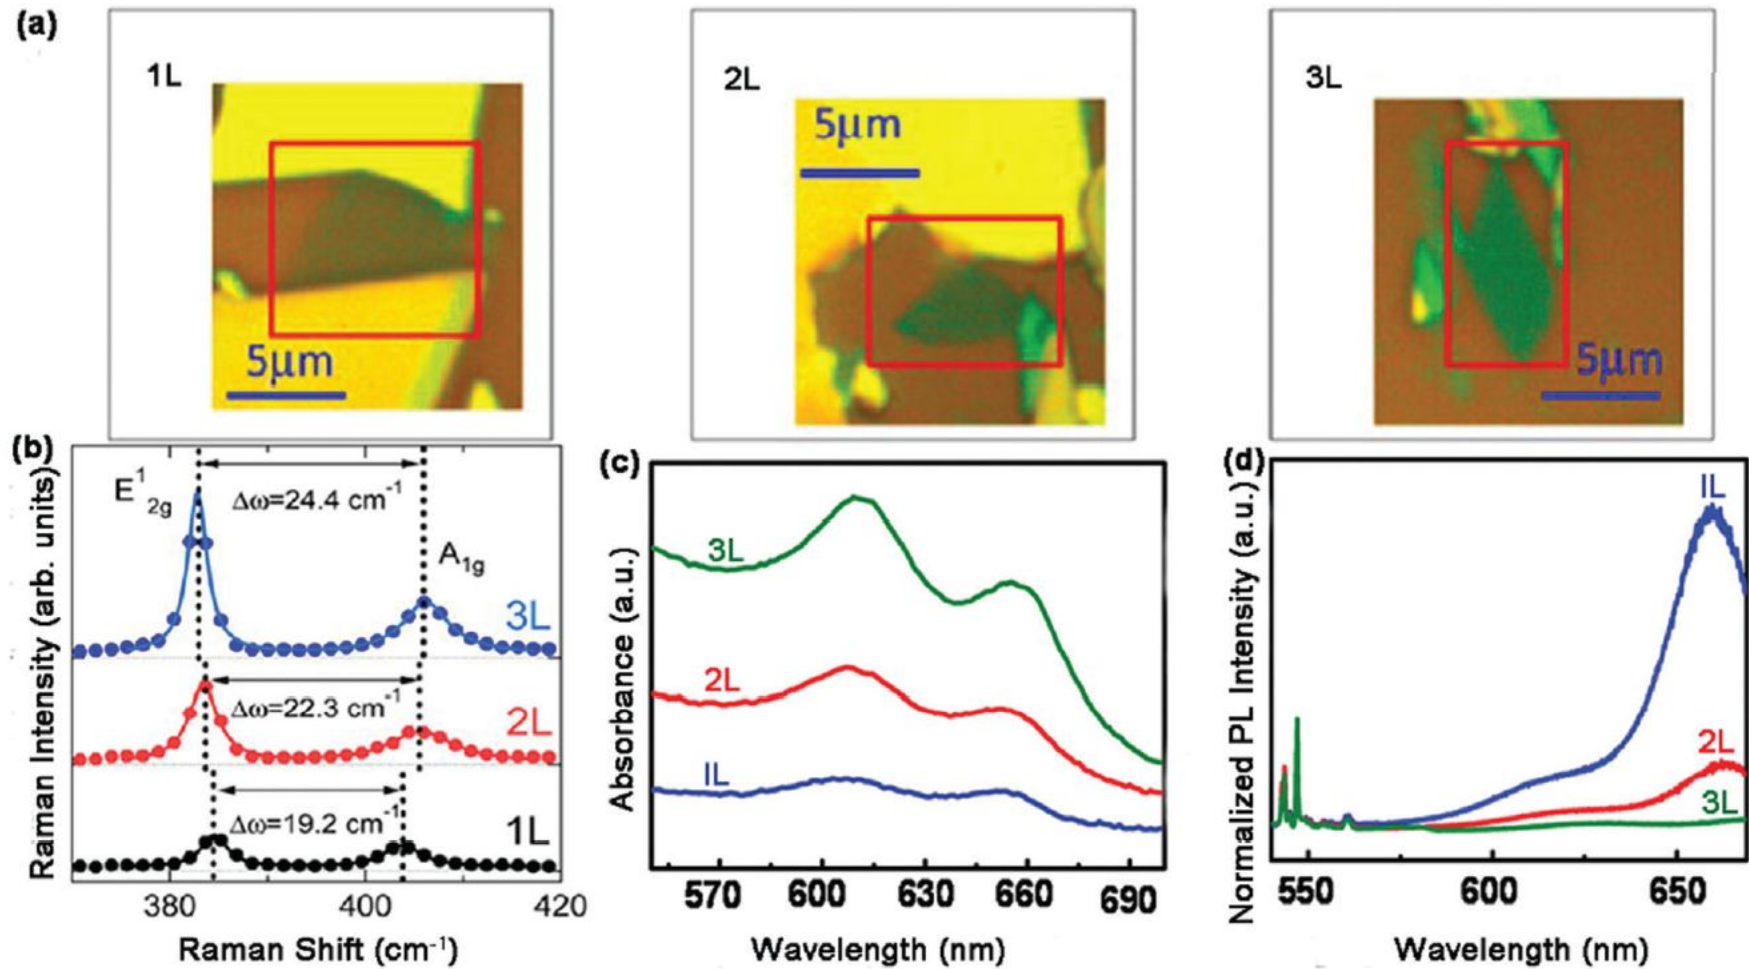 (a)
1L
5μm
2L
5μm
3L
5μm
(b)
Raman Intensity (arb. units)
E¹₂g
Δω=24.4 cm⁻¹
A₁g
3L
Δω=22.3 cm⁻¹
2L
Δω=19.2 cm⁻¹
1L
380 400 420
Raman Shift (cm⁻¹)
(c)
Absorbance (a.u.)
3L
2L
IL
570 600 630 660 690
Wavelength (nm)
(d)
Normalized PL Intensity (a.u.)
IL
2L
3L
550 600 650
Wavelength (nm)